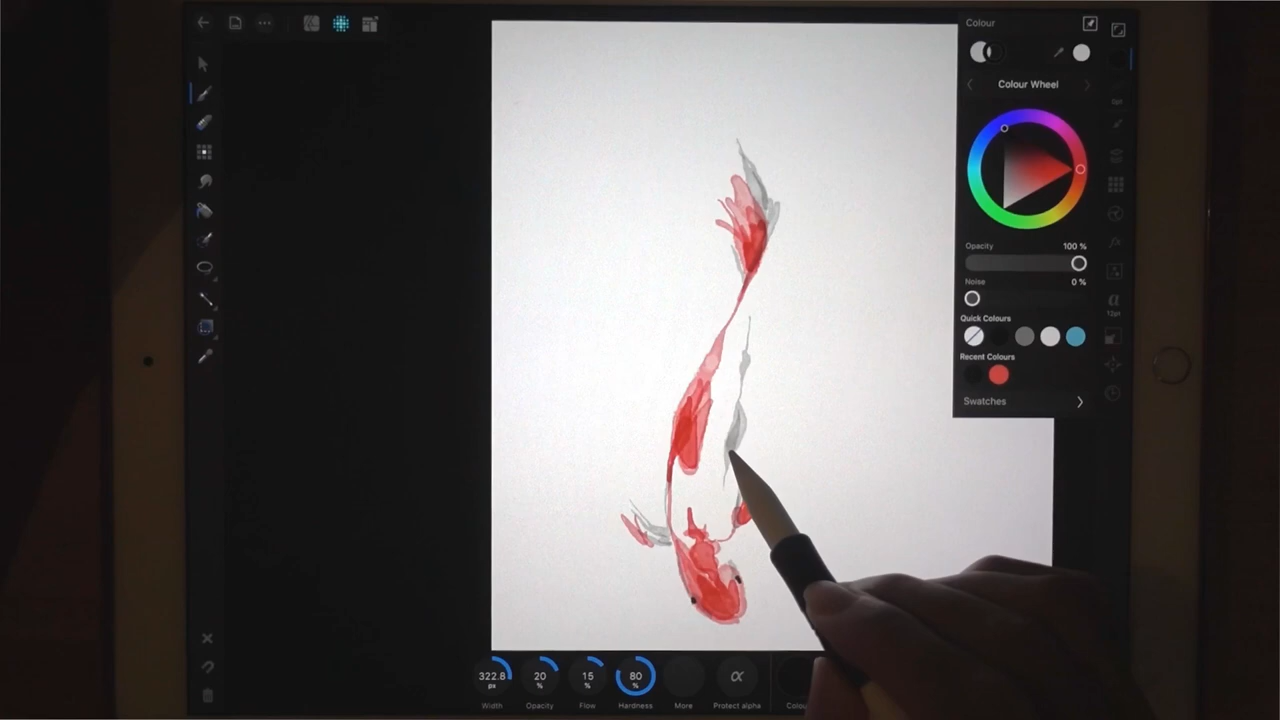 Colour
Colour Wheel
Opacity 100 %
Noise 0 %
Quick Colours
Recent Colours
Swatches
12pt
322.8 px
20 %
15 %
80 %
α
Width
Opacity
Flow
Hardness
More
Protect alpha